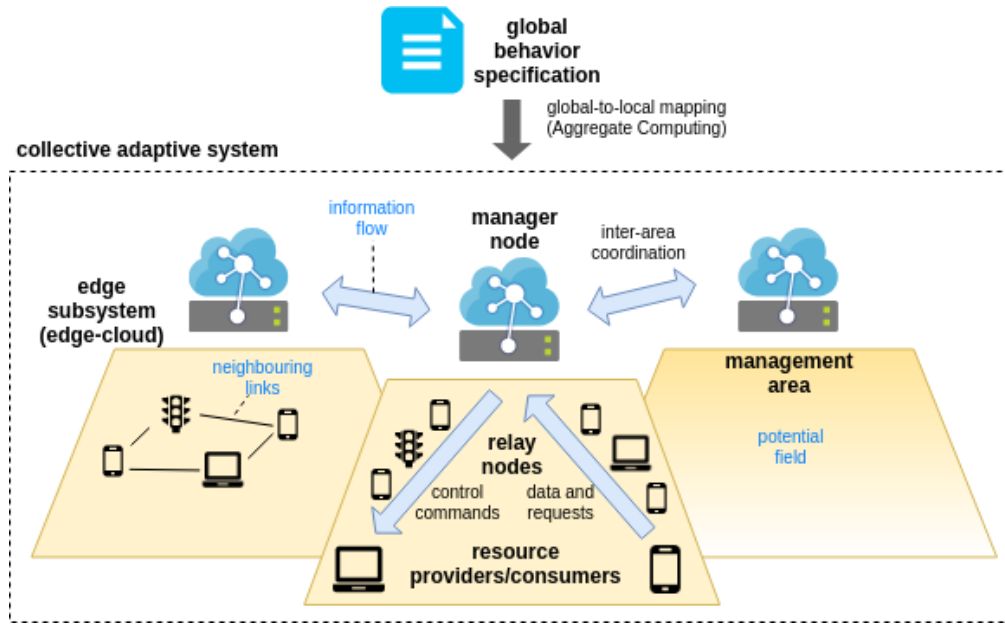 global
behavior
specification
global-to-local mapping
(Aggregate Computing)
collective adaptive system
information
flow
manager
node
inter-area
coordination
edge
subsystem
(edge-cloud)
neighbouring
links
management
area
potential
field
relay
nodes
control
commands
data and
requests
resource
providers/consumers